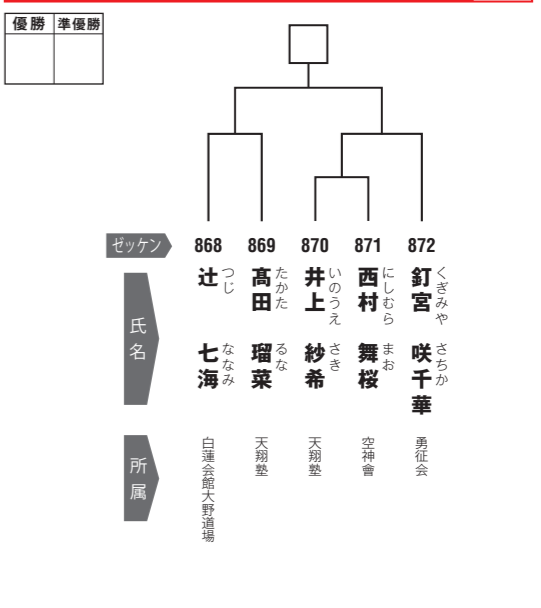 優勝 準優勝
ゼッケン 868 869 870 871 872
氏名
辻 七海
つじ ななみ
髙田 瑠菜
たかた るな
井上 紗希
いのうえ さき
西村 舞桜
にしむら まお
釘宮 咲千華
くぎみや さちか
所属
白蓮会館大野道場
天翔塾
天翔塾
空神會
勇征会